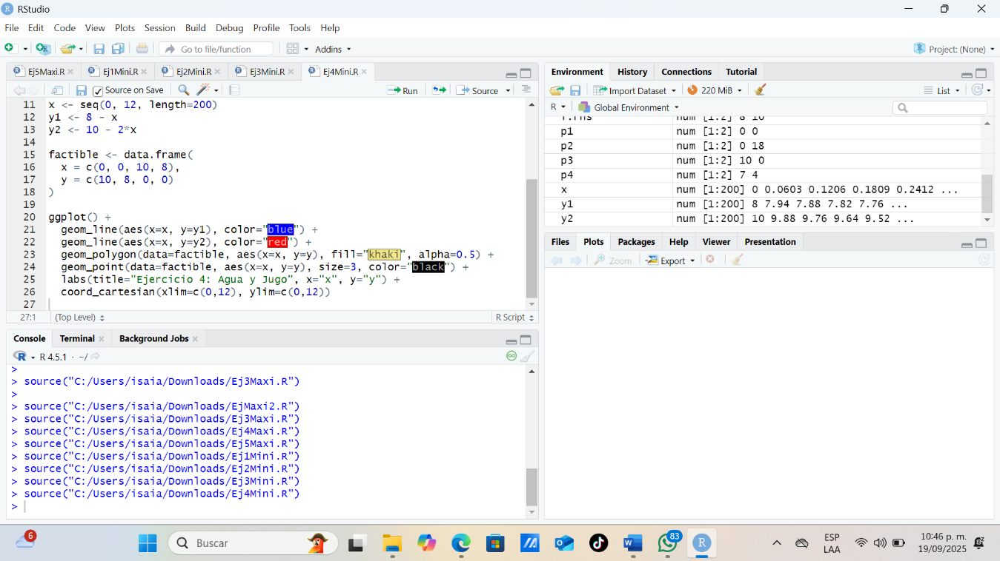 RStudio
File Edit Code View Plots Session Build Debug Profile Tools Help
Go to file/function Addins Project: (None)
Ej5Maxi.R Ej1Mini.R Ej2Mini.R Ej3Mini.R Ej4Mini.R
Source on Save Run Source
11 x <- seq(0, 12, length=200)
12 y1 <- 8 - x
13 y2 <- 10 - 2*x
14
15 factible <- data.frame(
16 x = c(0, 0, 10, 8),
17 y = c(10, 8, 0, 0)
18 )
19
20 ggplot() +
21 geom_line(aes(x=x, y=y1), color="blue") +
22 geom_line(aes(x=x, y=y2), color="red") +
23 geom_polygon(data=factible, aes(x=x, y=y), fill="khaki", alpha=0.5) +
24 geom_point(data=factible, aes(x=x, y=y), size=3, color="black") +
25 labs(title="Ejercicio 4: Agua y Jugo", x="x", y="y") +
26 coord_cartesian(xlim=c(0,12), ylim=c(0,12))
27
27:1 (Top Level) R Script
Console Terminal Background Jobs
R 4.5.1 · ~/
>
> source("C:/Users/isaia/Downloads/Ej3Maxi.R")
>
> source("C:/Users/isaia/Downloads/EjMaxi2.R")
> source("C:/Users/isaia/Downloads/Ej3Maxi.R")
> source("C:/Users/isaia/Downloads/Ej4Maxi.R")
> source("C:/Users/isaia/Downloads/Ej5Maxi.R")
> source("C:/Users/isaia/Downloads/Ej1Mini.R")
> source("C:/Users/isaia/Downloads/Ej2Mini.R")
> source("C:/Users/isaia/Downloads/Ej3Mini.R")
> source("C:/Users/isaia/Downloads/Ej4Mini.R")
>
Environment History Connections Tutorial
Import Dataset 220 MiB List
R Global Environment
num [1:2] 8 10
p1 num [1:2] 0 0
p2 num [1:2] 0 18
p3 num [1:2] 10 0
p4 num [1:2] 7 4
x num [1:200] 0 0.0603 0.1206 0.1809 0.2412 ...
y1 num [1:200] 8 7.94 7.88 7.82 7.76 ...
y2 num [1:200] 10 9.88 9.76 9.64 9.52 ...
Files Plots Packages Help Viewer Presentation
Zoom Export
6
Buscar
83
ESP
LAA
10:46 p. m.
19/09/2025